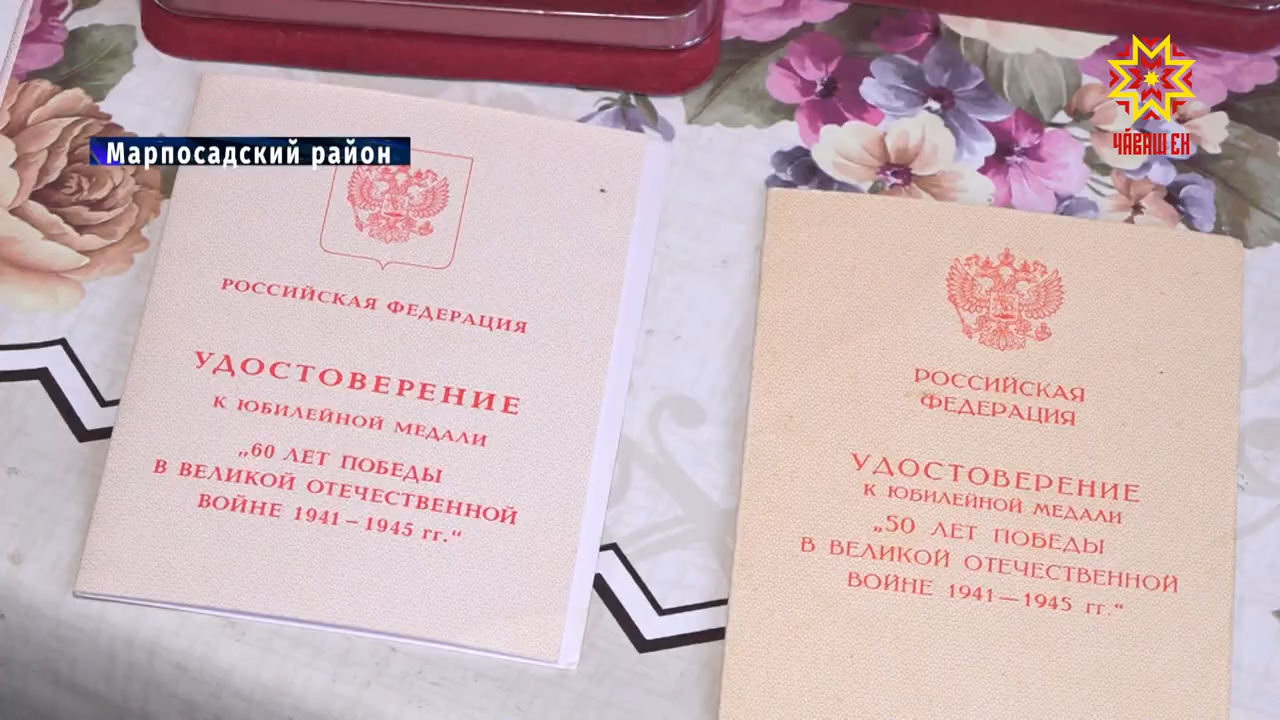 Марпосадский район
ЧӐВАШ ЕН
РОССИЙСКАЯ ФЕДЕРАЦИЯ
УДОСТОВЕРЕНИЕ
К ЮБИЛЕЙНОЙ МЕДАЛИ
„60 ЛЕТ ПОБЕДЫ
В ВЕЛИКОЙ ОТЕЧЕСТВЕННОЙ
ВОЙНЕ 1941–1945 гг.“
РОССИЙСКАЯ
ФЕДЕРАЦИЯ
УДОСТОВЕРЕНИЕ
К ЮБИЛЕЙНОЙ МЕДАЛИ
„50 ЛЕТ ПОБЕДЫ
В ВЕЛИКОЙ ОТЕЧЕСТВЕННОЙ
ВОЙНЕ 1941—1945 гг.“